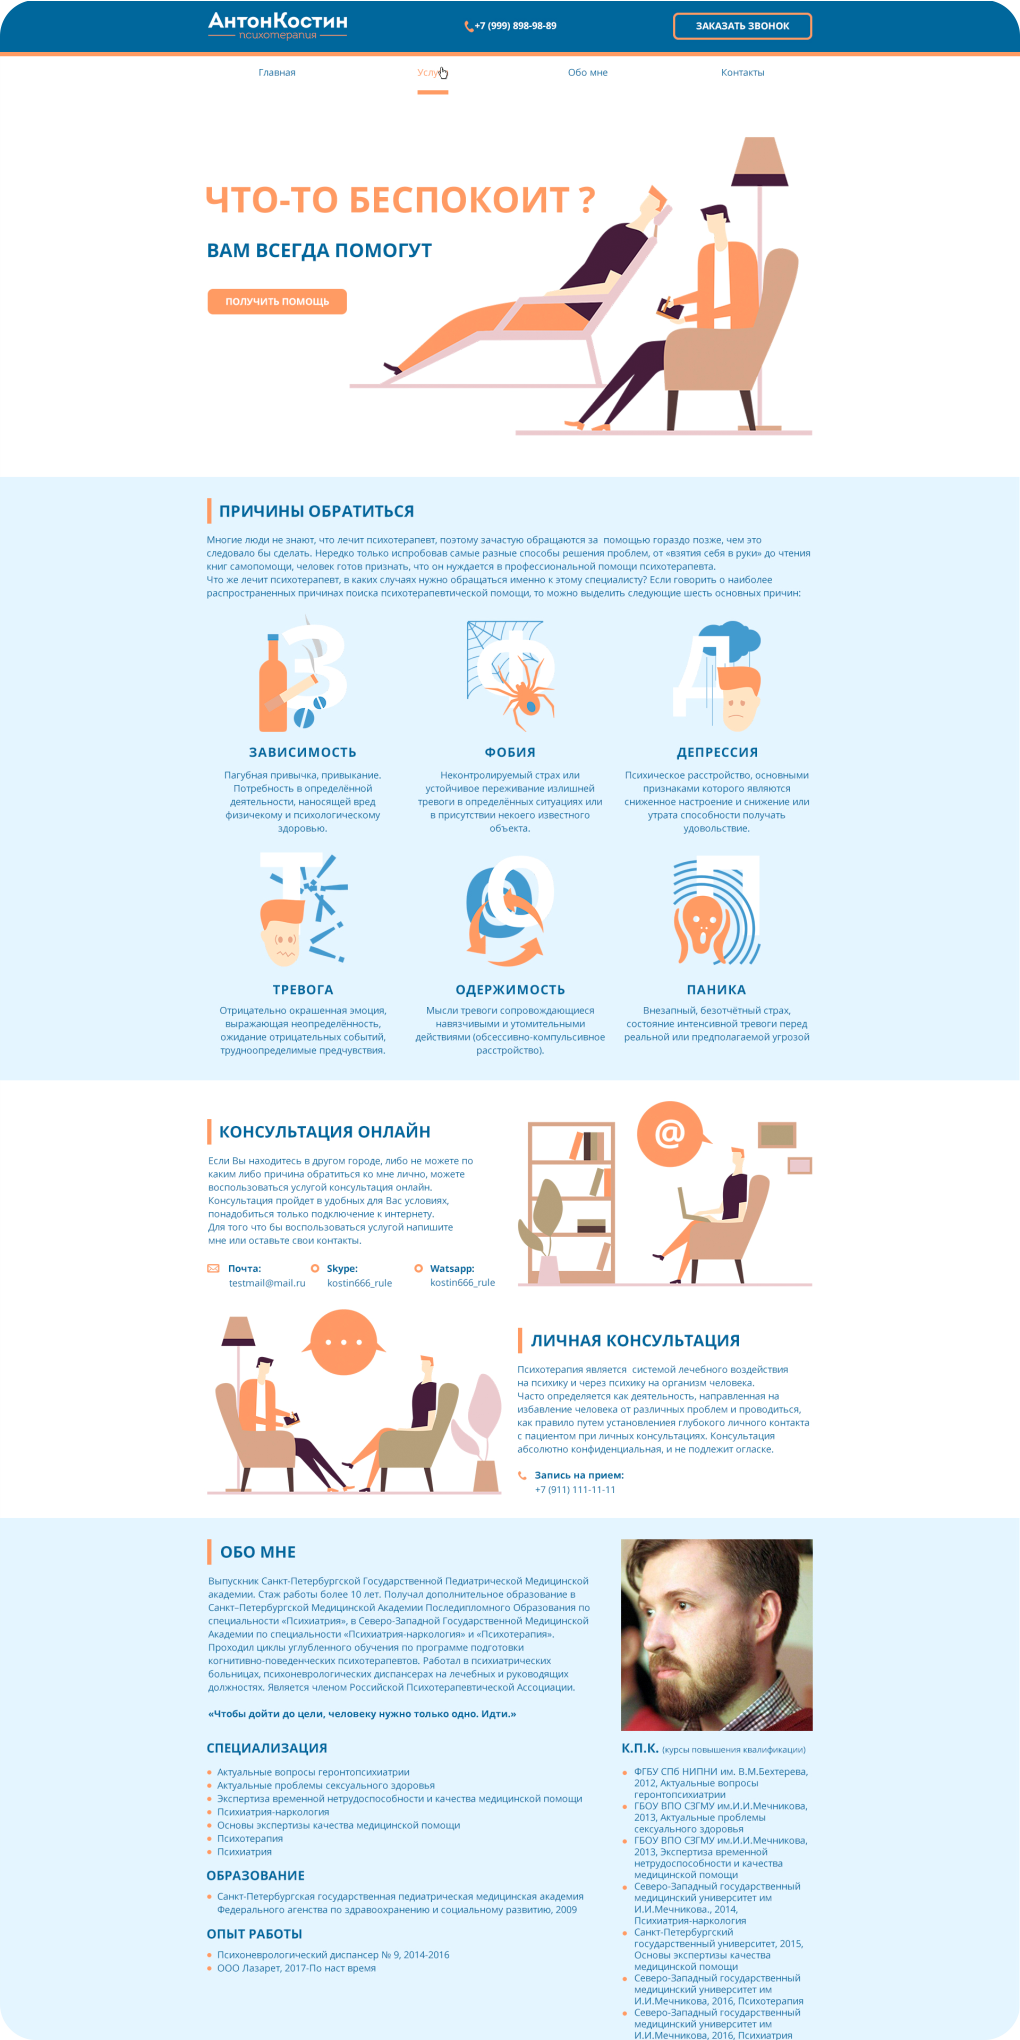 АнтонКостин
психотерапия
+7 (999) 898-98-89
ЗАКАЗАТЬ ЗВОНОК
Главная
Услу
Обо мне
Контакты
ЧТО-ТО БЕСПОКОИТ ?
ВАМ ВСЕГДА ПОМОГУТ
ПОЛУЧИТЬ ПОМОЩЬ
ПРИЧИНЫ ОБРАТИТЬСЯ
Многие люди не знают, что лечит психотерапевт, поэтому зачастую обращаются за помощью гораздо позже, чем это
следовало бы сделать. Нередко только испробовав самые разные способы решения проблем, от «взятия себя в руки» до чтения
книг самопомощи, человек готов признать, что он нуждается в профессиональной помощи психотерапевта.
Что же лечит психотерапевт, в каких случаях нужно обращаться именно к этому специалисту? Если говорить о наиболее
распространенных причинах поиска психотерапевтической помощи, то можно выделить следующие шесть основных причин:
З
Ф
Д
ЗАВИСИМОСТЬ
Пагубная привычка, привыкание.
Потребность в определённой
деятельности, наносящей вред
физичекому и психологическому
здоровью.
ФОБИЯ
Неконтролируемый страх или
устойчивое переживание излишней
тревоги в определённых ситуациях или
в присутствии некоего известного
объекта.
ДЕПРЕССИЯ
Психическое расстройство, основными
признаками которого являются
сниженное настроение и снижение или
утрата способности получать
удовольствие.
Т
О
П
ТРЕВОГА
Отрицательно окрашенная эмоция,
выражающая неопределённость,
ожидание отрицательных событий,
трудноопределимые предчувствия.
ОДЕРЖИМОСТЬ
Мысли тревоги сопровождающиеся
навязчивыми и утомительными
действиями (обсессивно-компульсивное
расстройство).
ПАНИКА
Внезапный, безотчётный страх,
состояние интенсивной тревоги перед
реальной или предполагаемой угрозой
КОНСУЛЬТАЦИЯ ОНЛАЙН
Если Вы находитесь в другом городе, либо не можете по
каким либо причина обратиться ко мне лично, можете
воспользоваться услугой консультация онлайн.
Консультация пройдет в удобных для Вас условиях,
понадобиться только подключение к интернету.
Для того что бы воспользоваться услугой напишите
мне или оставьте свои контакты.
Почта:
testmail@mail.ru
Skype:
kostin666_rule
Watsapp:
kostin666_rule
@
ЛИЧНАЯ КОНСУЛЬТАЦИЯ
Психотерапия является системой лечебного воздействия
на психику и через психику на организм человека.
Часто определяется как деятельность, направленная на
избавление человека от различных проблем и проводиться,
как правило путем установлениея глубокого личного контакта
с пациентом при личных консультациях. Консультация
абсолютно конфиденциальная, и не подлежит огласке.
Запись на прием:
+7 (911) 111-11-11
ОБО МНЕ
Выпускник Санкт-Петербургской Государственной Педиатрической Медицинской
академии. Стаж работы более 10 лет. Получал дополнительное образование в
Санкт–Петербургской Медицинской Академии Последипломного Образования по
специальности «Психиатрия», в Северо-Западной Государственной Медицинской
Академии по специальности «Психиатрия-наркология» и «Психотерапия».
Проходил циклы углубленного обучения по программе подготовки
когнитивно-поведенческих психотерапевтов. Работал в психиатрических
больницах, психоневрологических диспансерах на лечебных и руководящих
должностях. Является членом Российской Психотерапевтической Ассоциации.
«Чтобы дойти до цели, человеку нужно только одно. Идти.»
СПЕЦИАЛИЗАЦИЯ
Актуальные вопросы геронтопсихиатрии
Актуальные проблемы сексуального здоровья
Экспертиза временной нетрудоспособности и качества медицинской помощи
Психиатрия-наркология
Основы экспертизы качества медицинской помощи
Психотерапия
Психиатрия
ОБРАЗОВАНИЕ
Санкт-Петербургская государственная педиатрическая медицинская академия
Федерального агенства по здравоохранению и социальному развитию, 2009
ОПЫТ РАБОТЫ
Психоневрологический диспансер № 9, 2014-2016
ООО Лазарет, 2017-По наст время
К.П.К. (курсы повышения квалификации)
ФГБУ СПб НИПНИ им. В.М.Бехтерева,
2012, Актуальные вопросы
геронтопсихиатрии
ГБОУ ВПО СЗГМУ им.И.И.Мечникова,
2013, Актуальные проблемы
сексуального здоровья
ГБОУ ВПО СЗГМУ им.И.И.Мечникова,
2013, Экспертиза временной
нетрудоспособности и качества
медицинской помощи
Северо-Западный государственный
медицинский университет им
И.И.Мечникова., 2014,
Психиатрия-наркология
Санкт-Петербургский
государственный университет, 2015,
Основы экспертизы качества
медицинской помощи
Северо-Западный государственный
медицинский университет им
И.И.Мечникова, 2016, Психотерапия
Северо-Западный государственный
медицинский университет им
И.И.Мечникова, 2016, Психиатрия